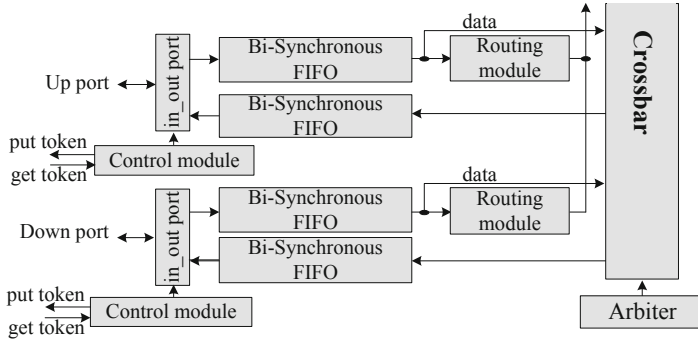 data
Bi-Synchronous
FIFO
Routing
module
Crossbar
in_out port
Up port
Bi-Synchronous
FIFO
put token
get token
Control module
data
Bi-Synchronous
FIFO
Routing
module
in_out port
Down port
Bi-Synchronous
FIFO
put token
get token
Control module
Arbiter